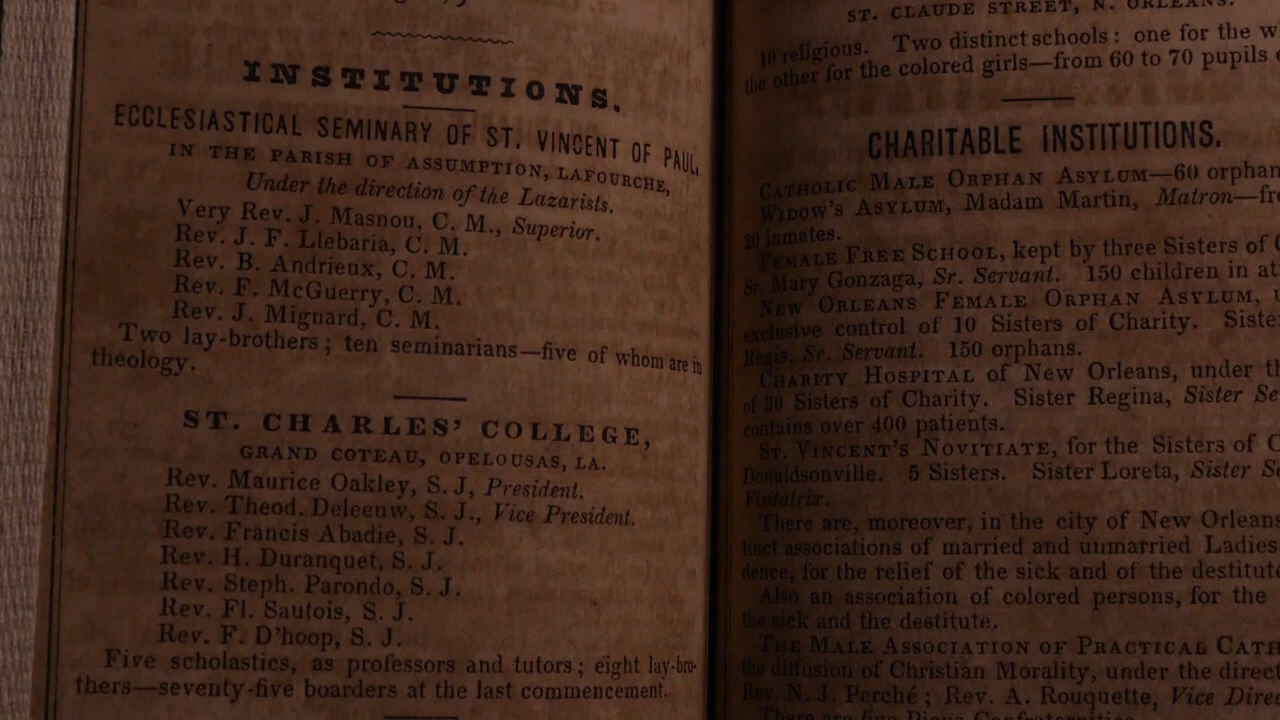 INSTITUTIONS.
ECCLESIASTICAL SEMINARY OF ST. VINCENT OF PAUL,
IN THE PARISH OF ASSUMPTION, LAFOURCHE,
Under the direction of the Lazarists.
Very Rev. J. Masnou, C. M., Superior.
Rev. J. F. Llebaria, C. M.
Rev. B. Andrieux, C. M.
Rev. F. McGuerry, C. M.
Rev. J. Mignard, C. M.
Two lay-brothers; ten seminarians—five of whom are in
theology.
ST. CHARLES' COLLEGE,
GRAND COTEAU, OPELOUSAS, LA.
Rev. Maurice Oakley, S. J, President.
Rev. Theod. Deleeuw, S. J., Vice President.
Rev. Francis Abadie, S. J.
Rev. H. Duranquet, S. J.
Rev. Steph. Parondo, S. J.
Rev. Fl. Sautois, S. J.
Rev. F. D'hoop, S. J.
Five scholastics, as professors and tutors; eight lay-bro-
thers—seventy-five boarders at the last commencement.
ST. CLAUDE STREET, N. ORLEANS.
10 religious. Two distinct schools: one for the
the other for the colored girls—from 60 to 70 pupils
CHARITABLE INSTITUTIONS.
CATHOLIC MALE ORPHAN ASYLUM—60 orphan
WIDOW'S ASYLUM, Madam Martin, Matron—
20 inmates.
FEMALE FREE SCHOOL, kept by three Sisters of
Sr. Mary Gonzaga, Sr. Servant. 150 children in at
NEW ORLEANS FEMALE ORPHAN ASYLUM,
exclusive control of 10 Sisters of Charity. Siste
Regis, Sr. Servant. 150 orphans.
CHARITY HOSPITAL of New Orleans, under th
of 30 Sisters of Charity. Sister Regina, Sister Se
contains over 400 patients.
ST. VINCENT'S NOVITIATE, for the Sisters of C
Donaldsonville. 5 Sisters. Sister Loreta, Sister Se
Visitatrix.
There are, moreover, in the city of New Orleans
tinct associations of married and unmarried Ladies
dence, for the relief of the sick and of the destitute
Also an association of colored persons, for the
the sick and the destitute.
THE MALE ASSOCIATION OF PRACTICAL CATH
the diffusion of Christian Morality, under the direct
Rev. N. J. Perché; Rev. A. Rouquette, Vice Direc
There are five Pious Confraternities